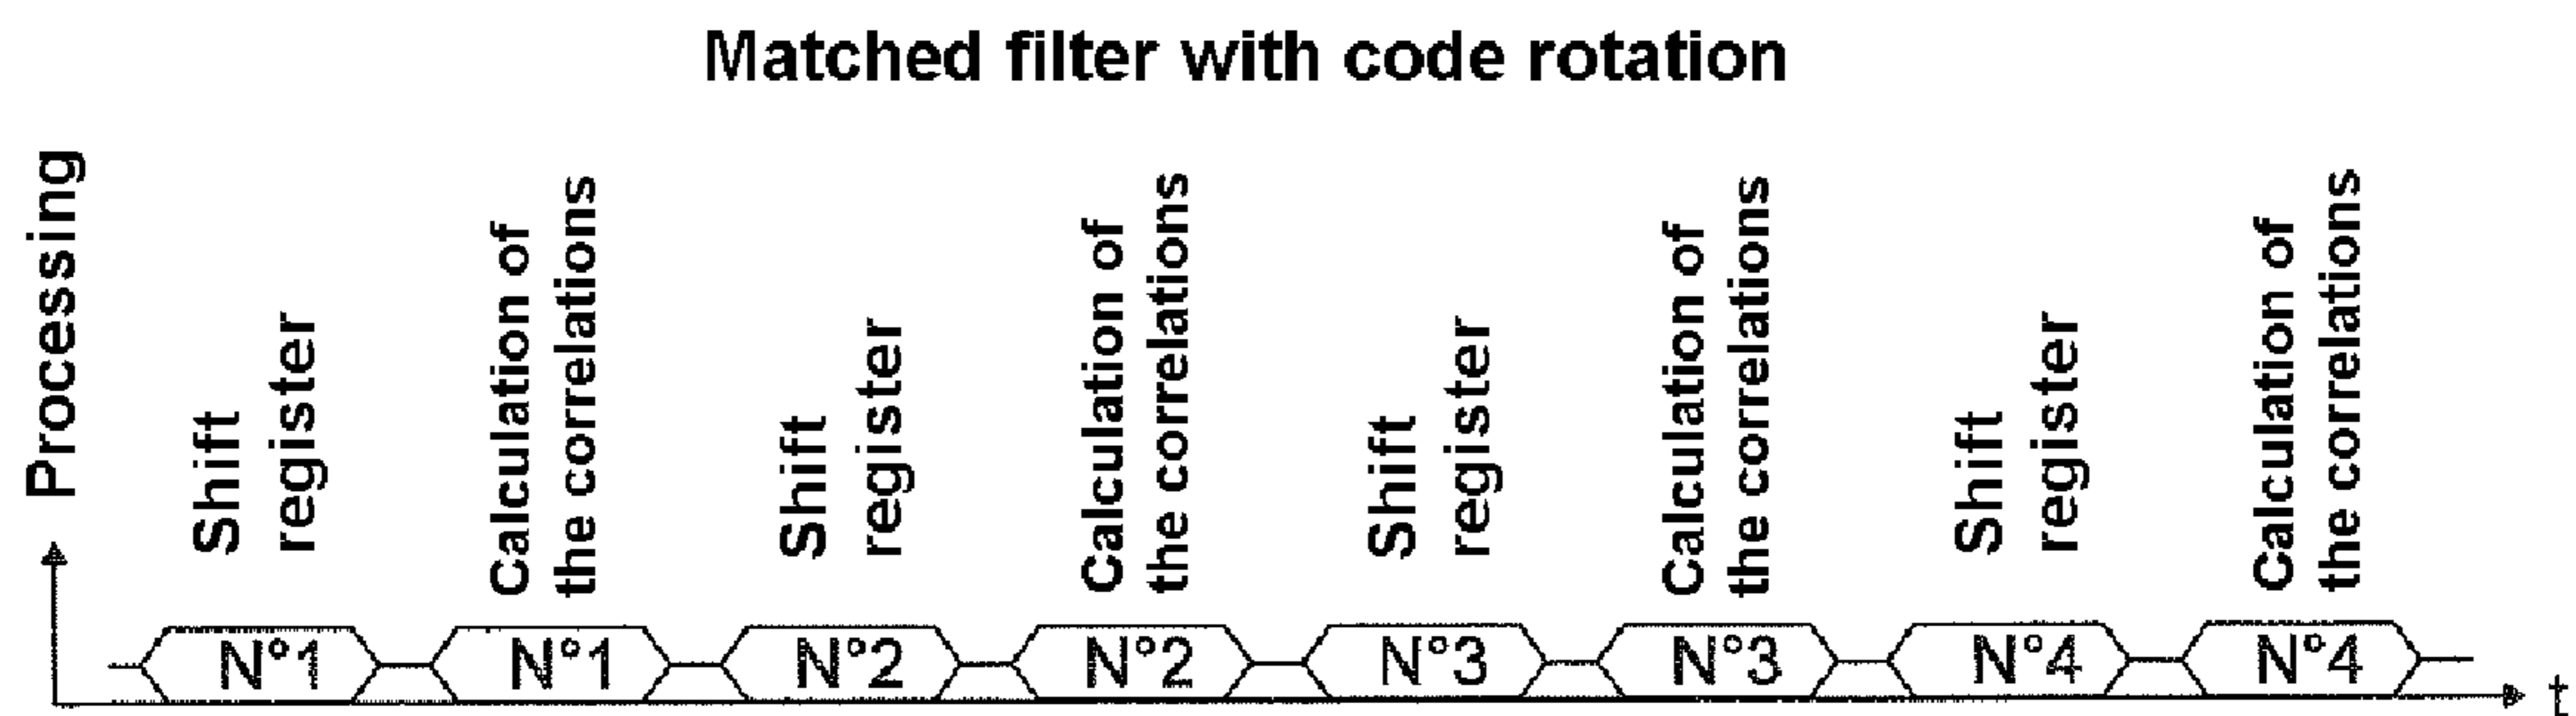 Matched filter with code rotation
Processing
Shift
register
Calculation of
the correlations
Shift
register
Calculation of
the correlations
Shift
register
Calculation of
the correlations
Shift
register
Calculation of
the correlations
N°1
N°1
N°2
N°2
N°3
N°3
N°4
N°4
t